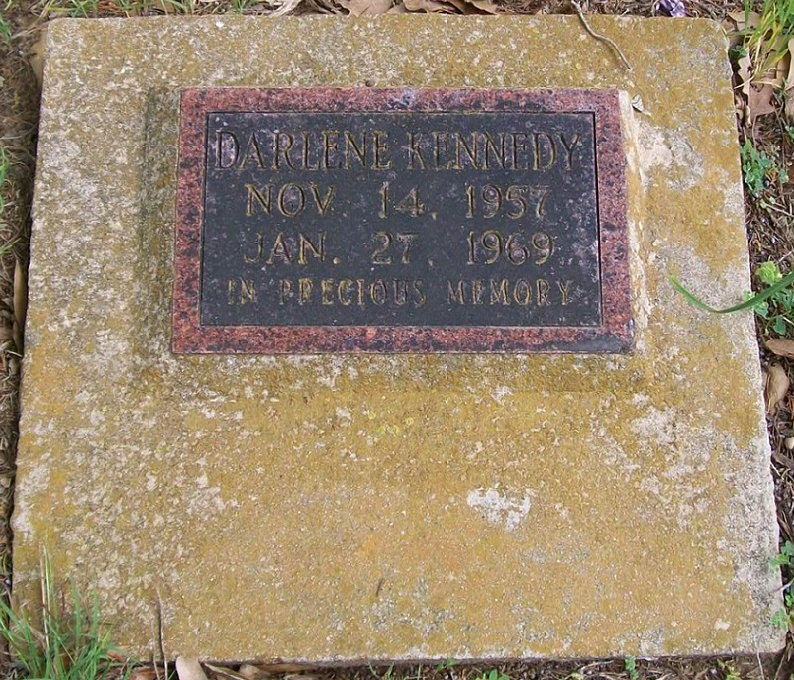 DARLENE KENNEDY
NOV. 14, 1957
JAN. 27, 1969
IN PRECIOUS MEMORY